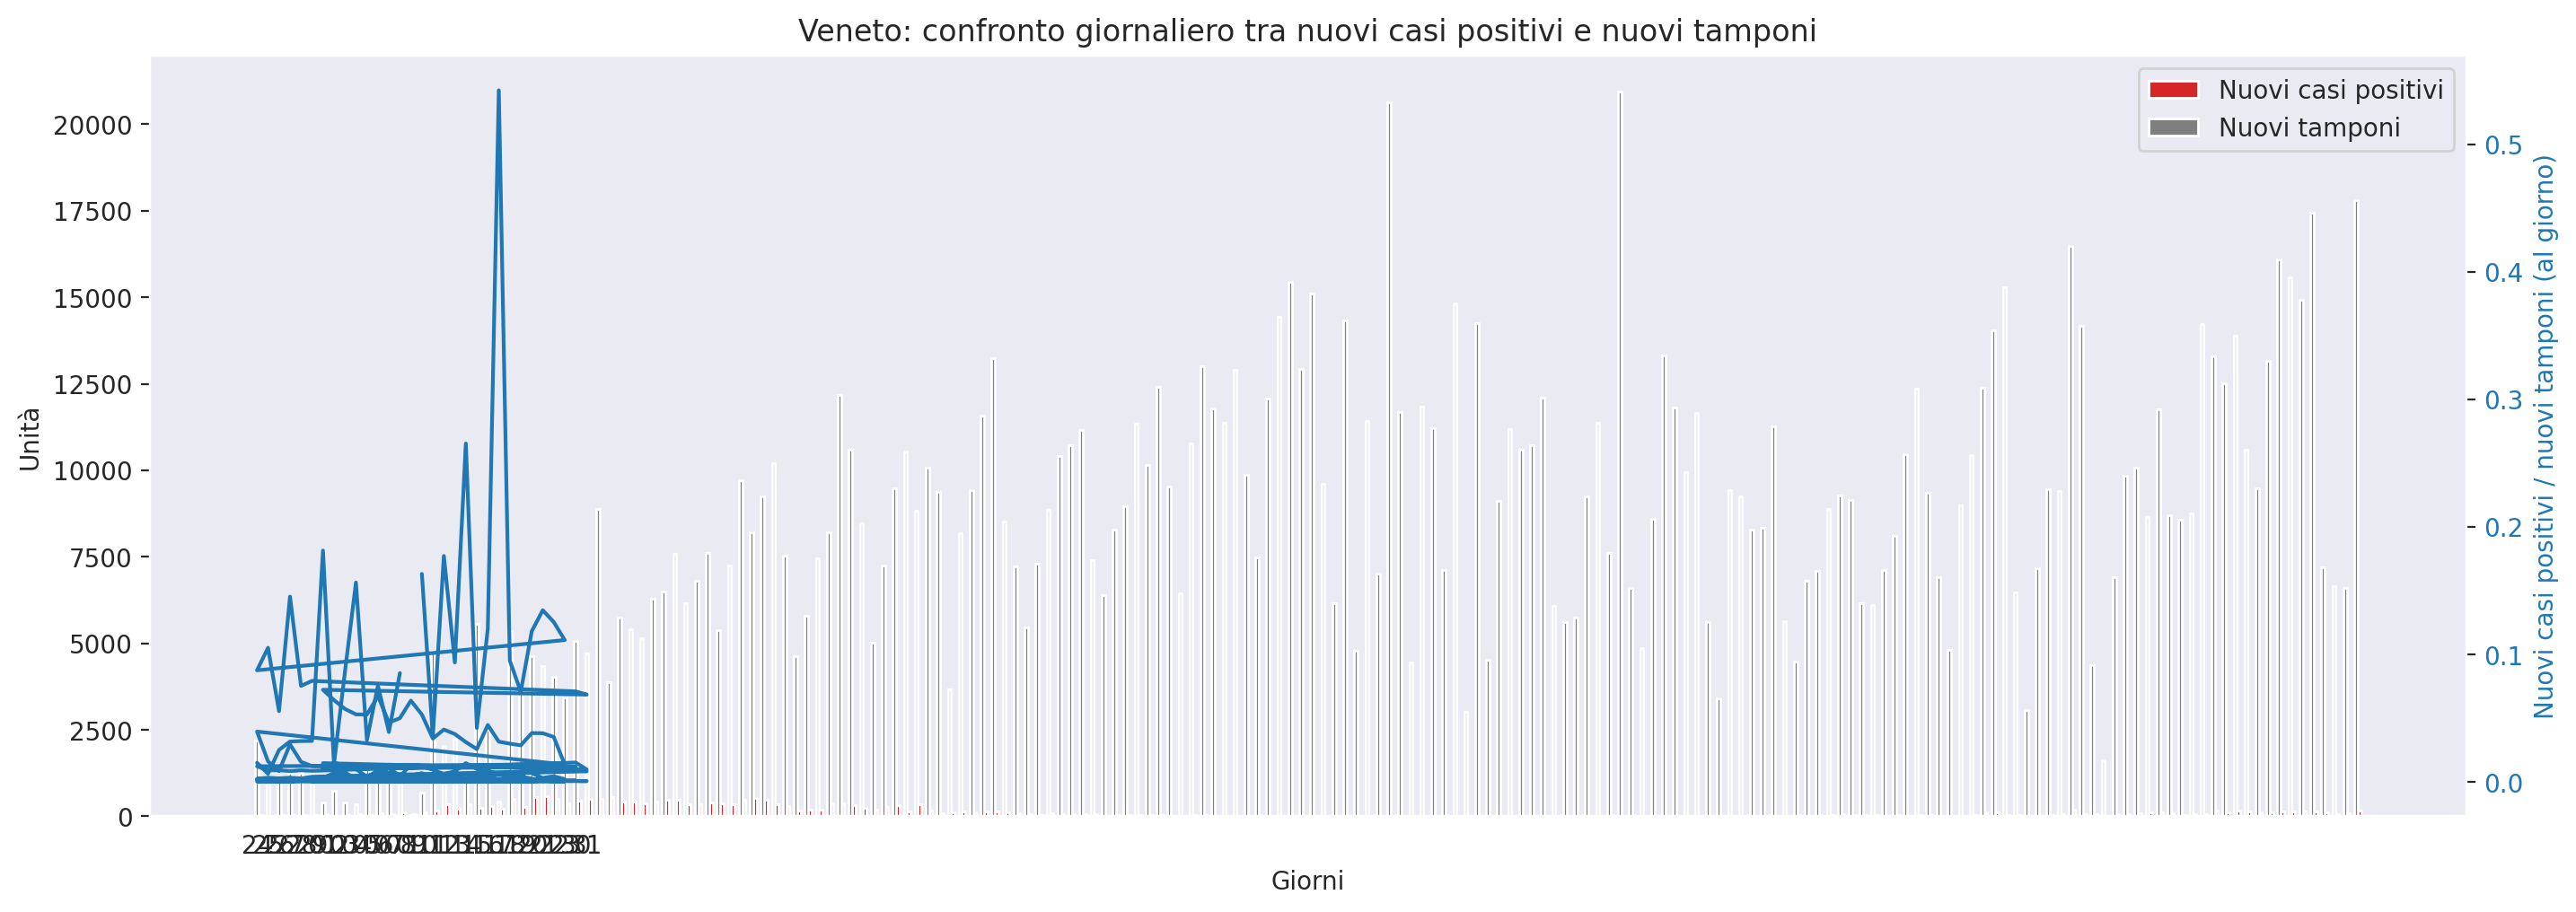 Veneto: confronto giornaliero tra nuovi casi positivi e nuovi tamponi
Nuovi casi positivi
Nuovi tamponi
20000
17500
15000
12500
10000
7500
5000
2500
0
Unità
0.5
0.4
0.3
0.2
0.1
0.0
Nuovi casi positivi / nuovi tamponi (al giorno)
Giorni